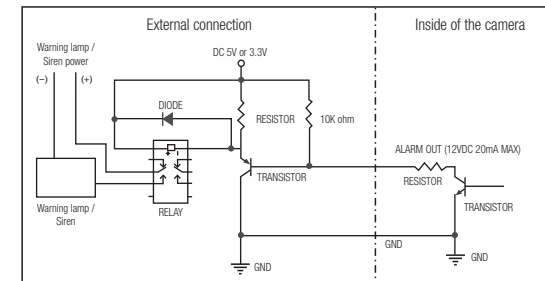 External connection
Inside of the camera
Warning lamp /
Siren power
(−)
(+)
DC 5V or 3.3V
DIODE
RESISTOR
10K ohm
ALARM OUT (12VDC 20mA MAX)
RESISTOR
TRANSISTOR
TRANSISTOR
Warning lamp /
Siren
RELAY
GND
GND
GND